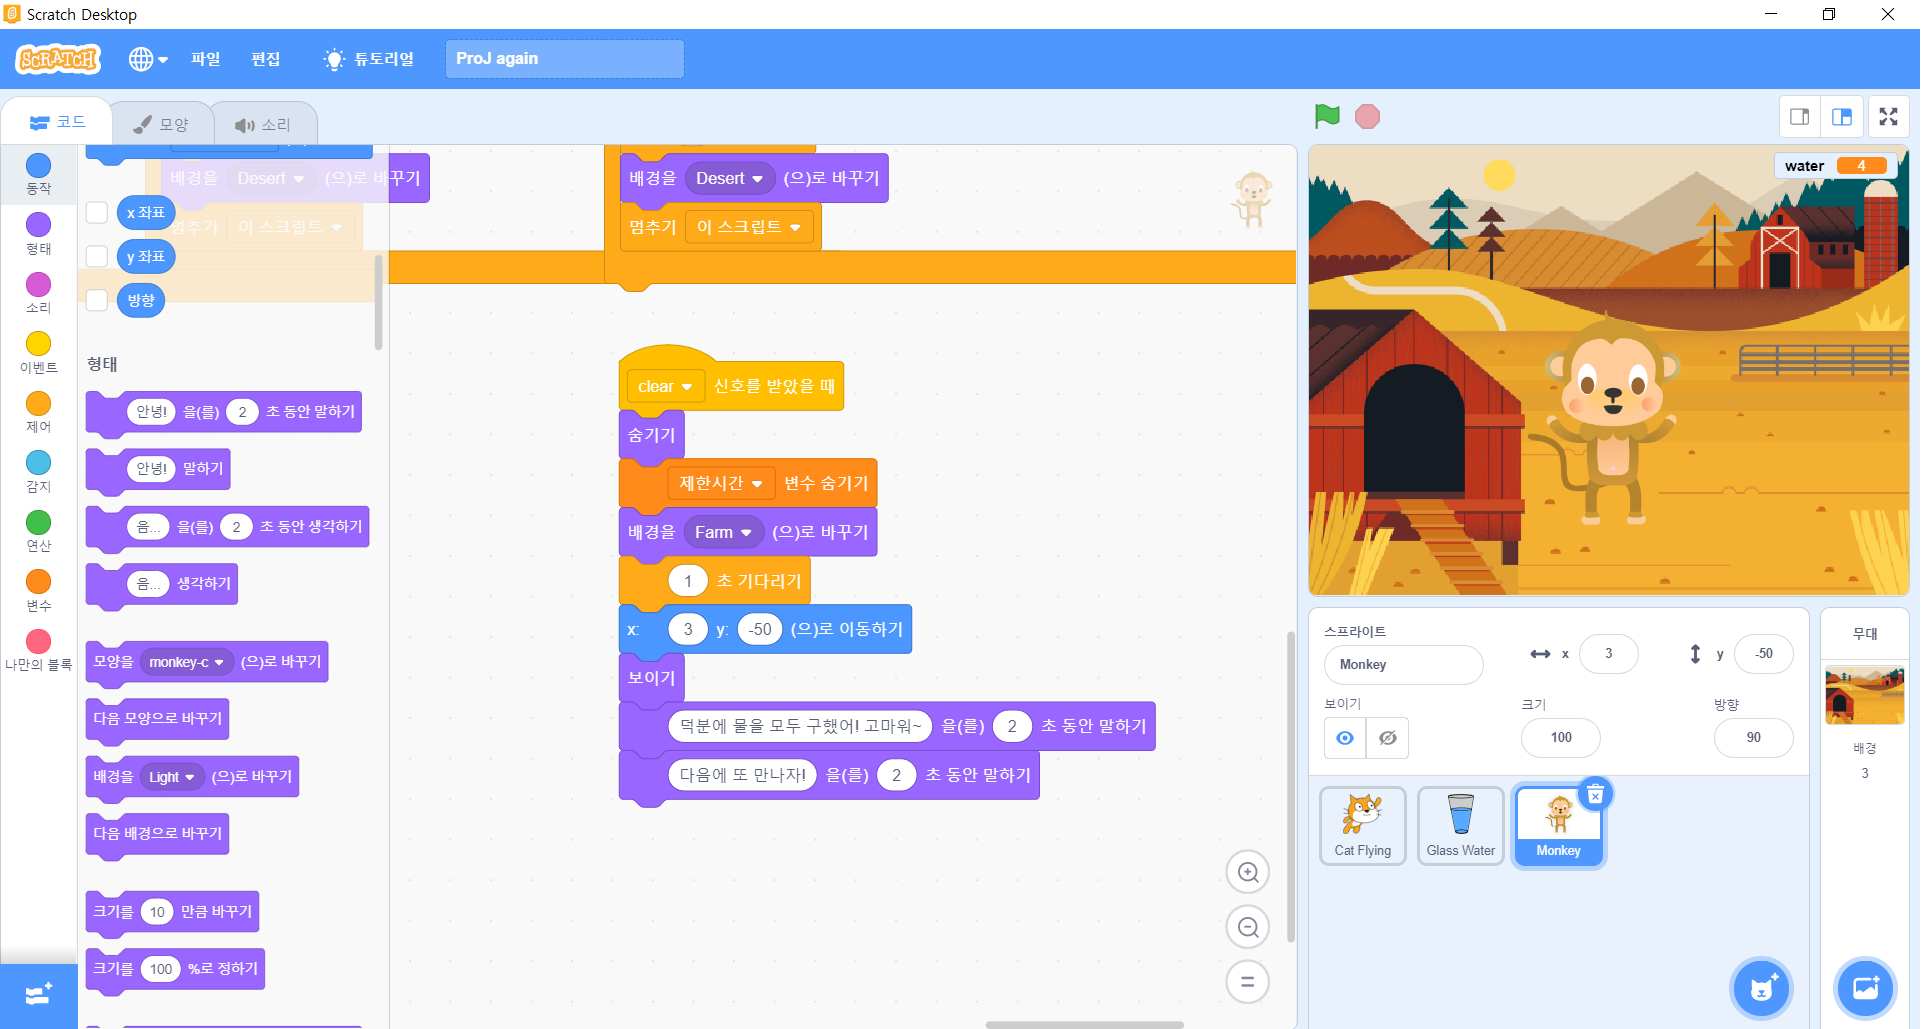 Scratch Desktop
SCRATCH
파일
편집
튜토리얼
ProJ again
코드
모양
소리
동작
형태
소리
이벤트
제어
감지
연산
변수
나만의 블록
배경을 Desert (으)로 바꾸기
멈추기 이 스크립트
x 좌표
y 좌표
방향
형태
안녕! 을(를) 2 초 동안 말하기
안녕! 말하기
음... 을(를) 2 초 동안 생각하기
음... 생각하기
모양을 monkey-c (으)로 바꾸기
다음 모양으로 바꾸기
배경을 Light (으)로 바꾸기
다음 배경으로 바꾸기
크기를 10 만큼 바꾸기
크기를 100 %로 정하기
배경을 Desert (으)로 바꾸기
멈추기 이 스크립트
clear 신호를 받았을 때
숨기기
제한시간 변수 숨기기
배경을 Farm (으)로 바꾸기
1 초 기다리기
x: 3 y: -50 (으)로 이동하기
보이기
덕분에 물을 모두 구했어! 고마워~ 을(를) 2 초 동안 말하기
다음에 또 만나자! 을(를) 2 초 동안 말하기
water 4
스프라이트
Monkey
x 3
y -50
보이기
크기
100
방향
90
Cat Flying
Glass Water
Monkey
무대
배경
3